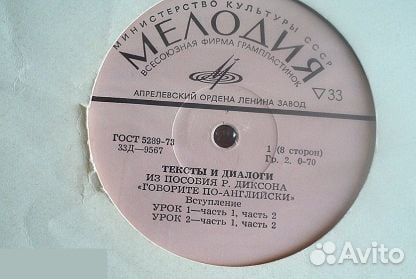 МИНИСТЕРСТВО КУЛЬТУРЫ СССР
МЕЛОДИЯ
ВСЕСОЮЗНАЯ ФИРМА ГРАМПЛАСТИНОК
АПРЕЛЕВСКИЙ ОРДЕНА ЛЕНИНА ЗАВОД
▽33
ГОСТ 5289-73
33Д—9567
1 (8 сторон)
Гр. 2. 0-70
ТЕКСТЫ И ДИАЛОГИ
ИЗ ПОСОБИЯ Р. ДИКСОНА
«ГОВОРИТЕ ПО-АНГЛИЙСКИ»
Вступление
УРОК 1—часть 1, часть 2
УРОК 2—часть 1, часть 2
Avito